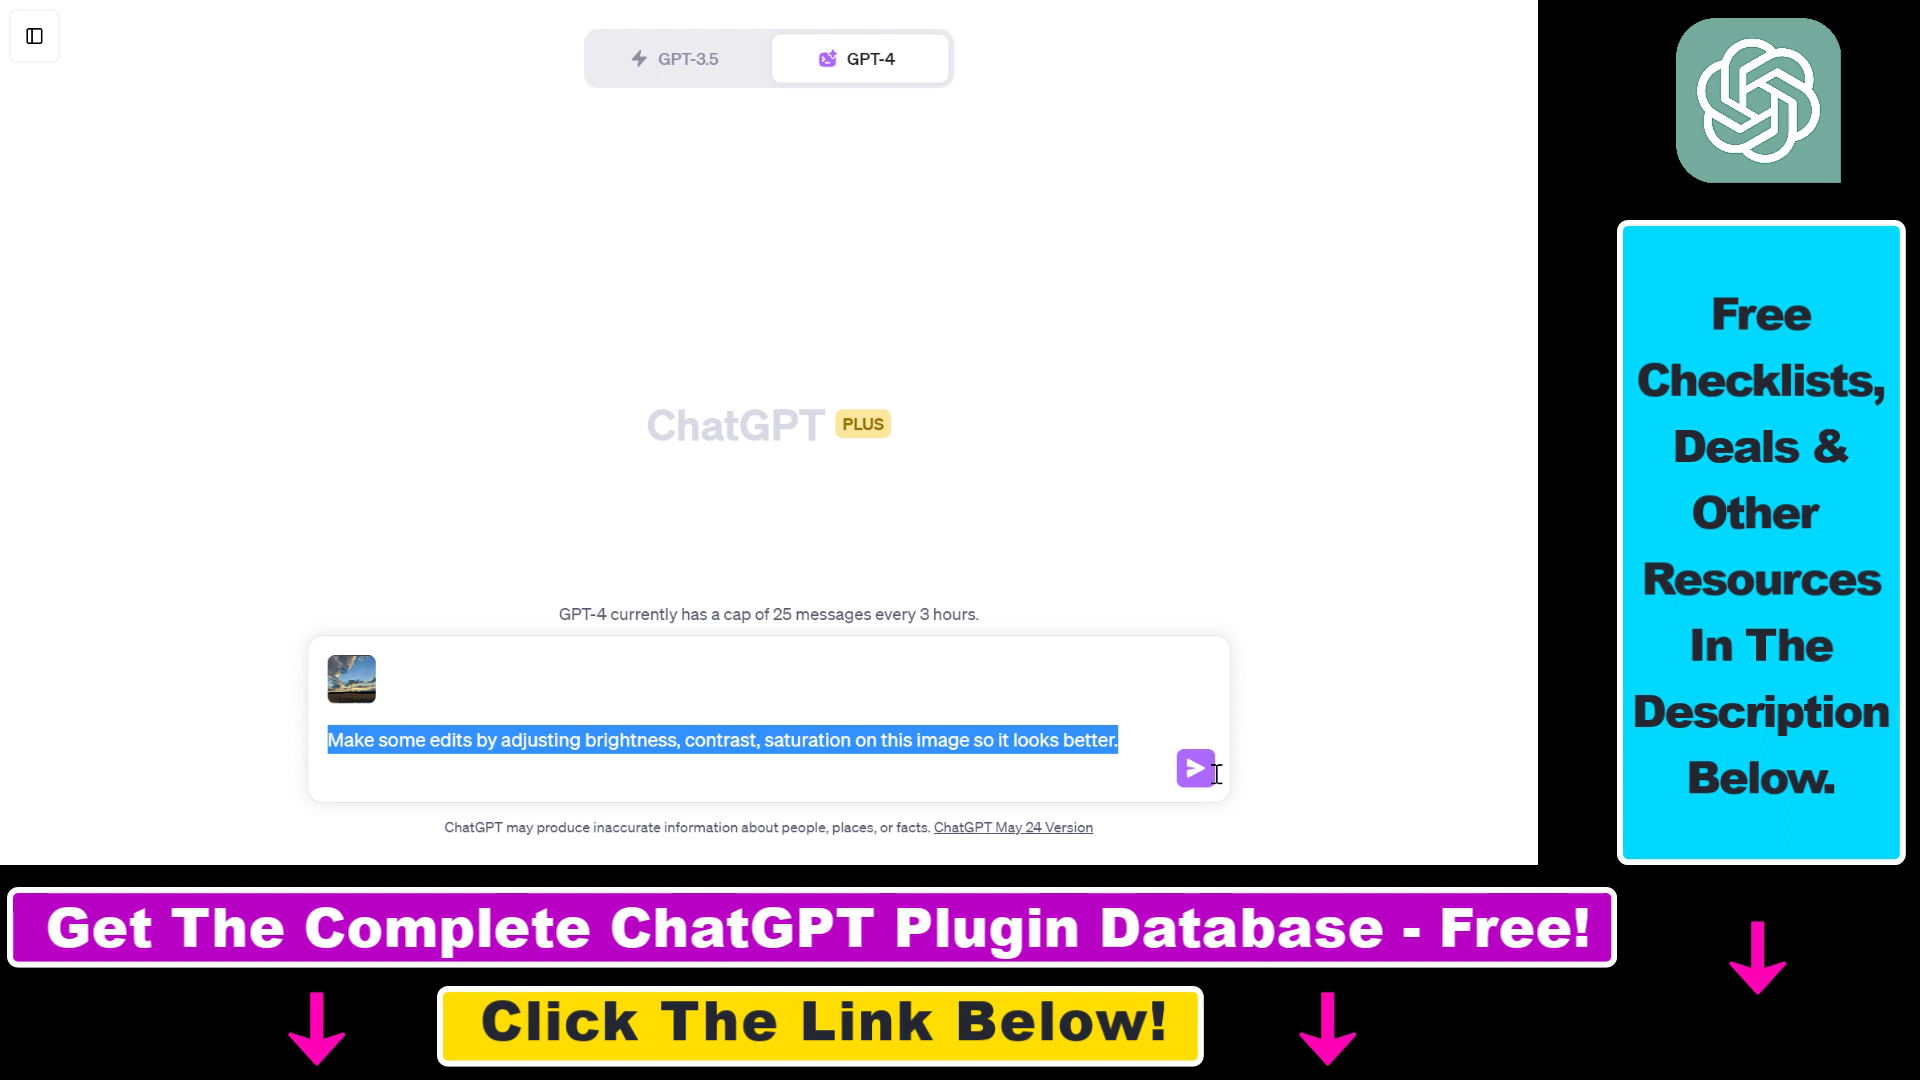 GPT-3.5
GPT-4
ChatGPT PLUS
GPT-4 currently has a cap of 25 messages every 3 hours.
Make some edits by adjusting brightness, contrast, saturation on this image so it looks better.
ChatGPT may produce inaccurate information about people, places, or facts. ChatGPT May 24 Version
Free
Checklists,
Deals &
Other
Resources
In The
Description
Below.
Get The Complete ChatGPT Plugin Database - Free!
Click The Link Below!